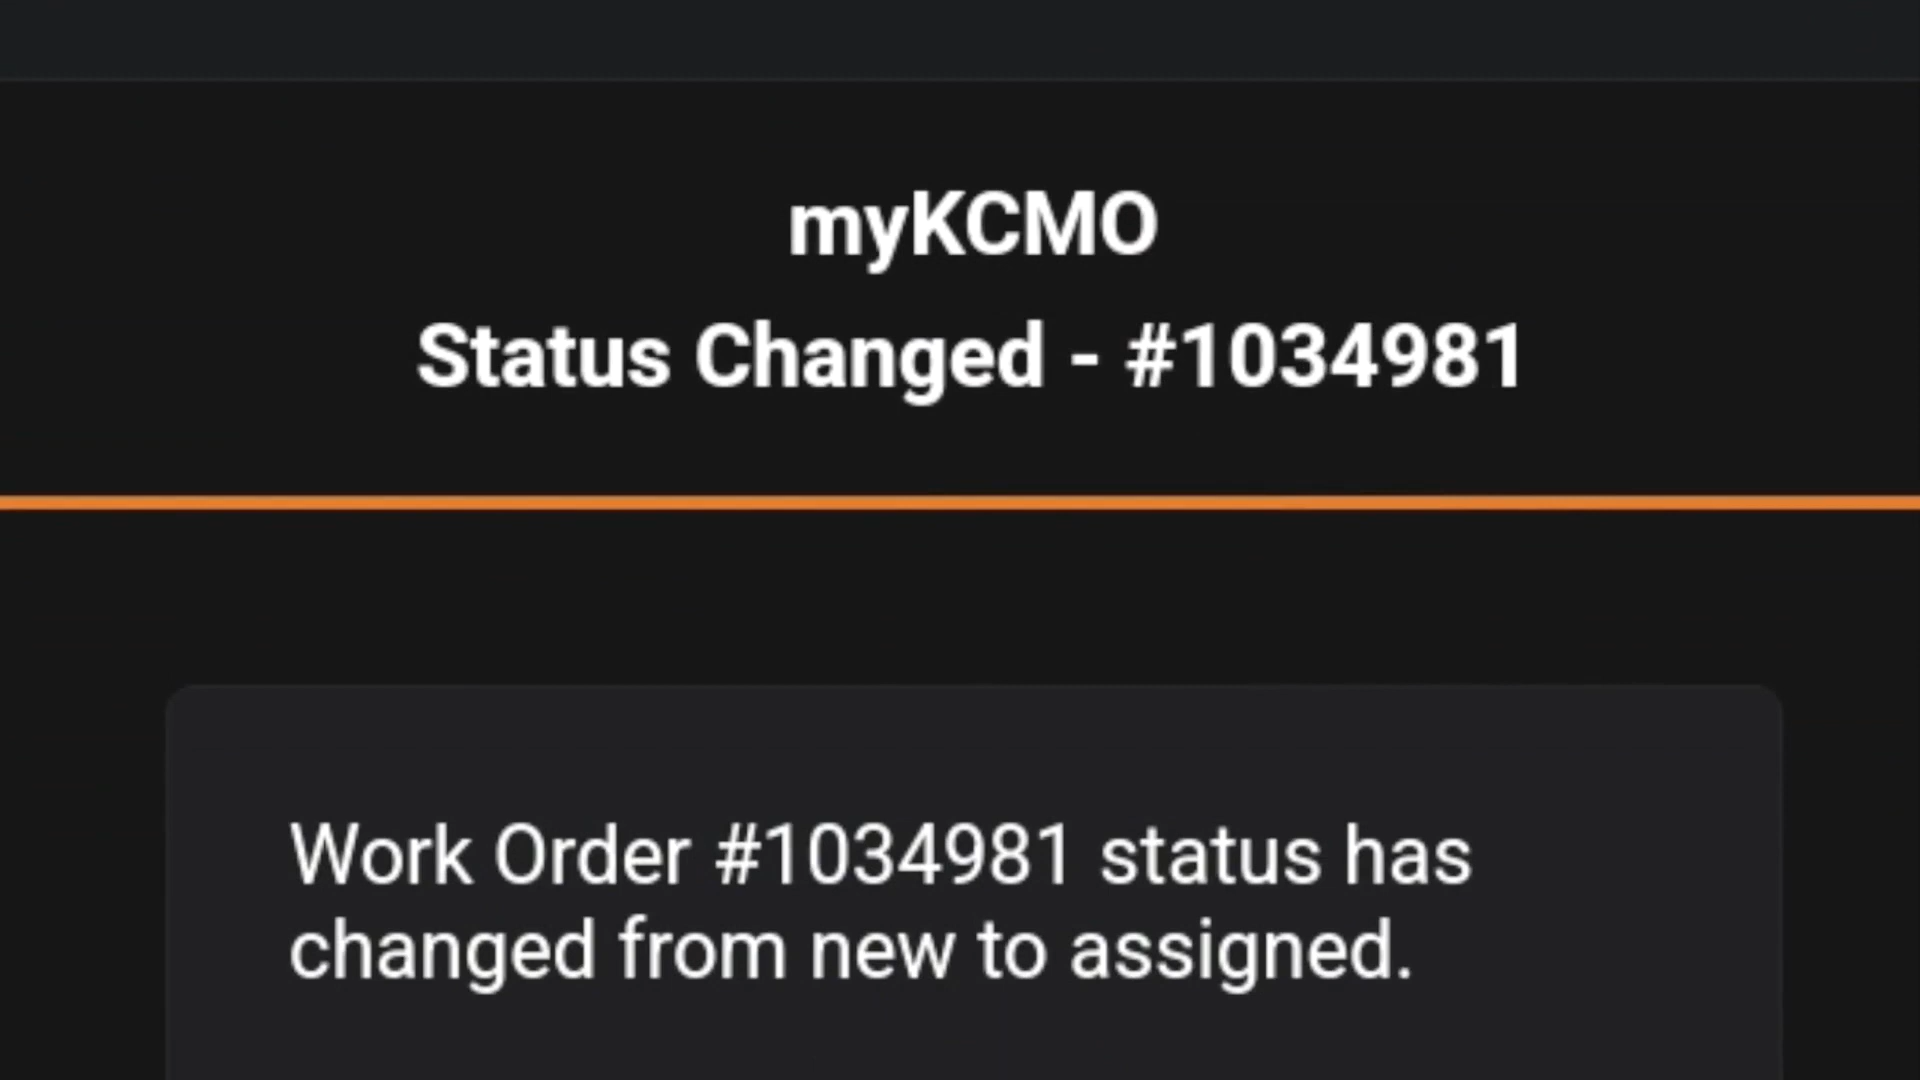 myKCMO
Status Changed - #1034981
Work Order #1034981 status has
changed from new to assigned.